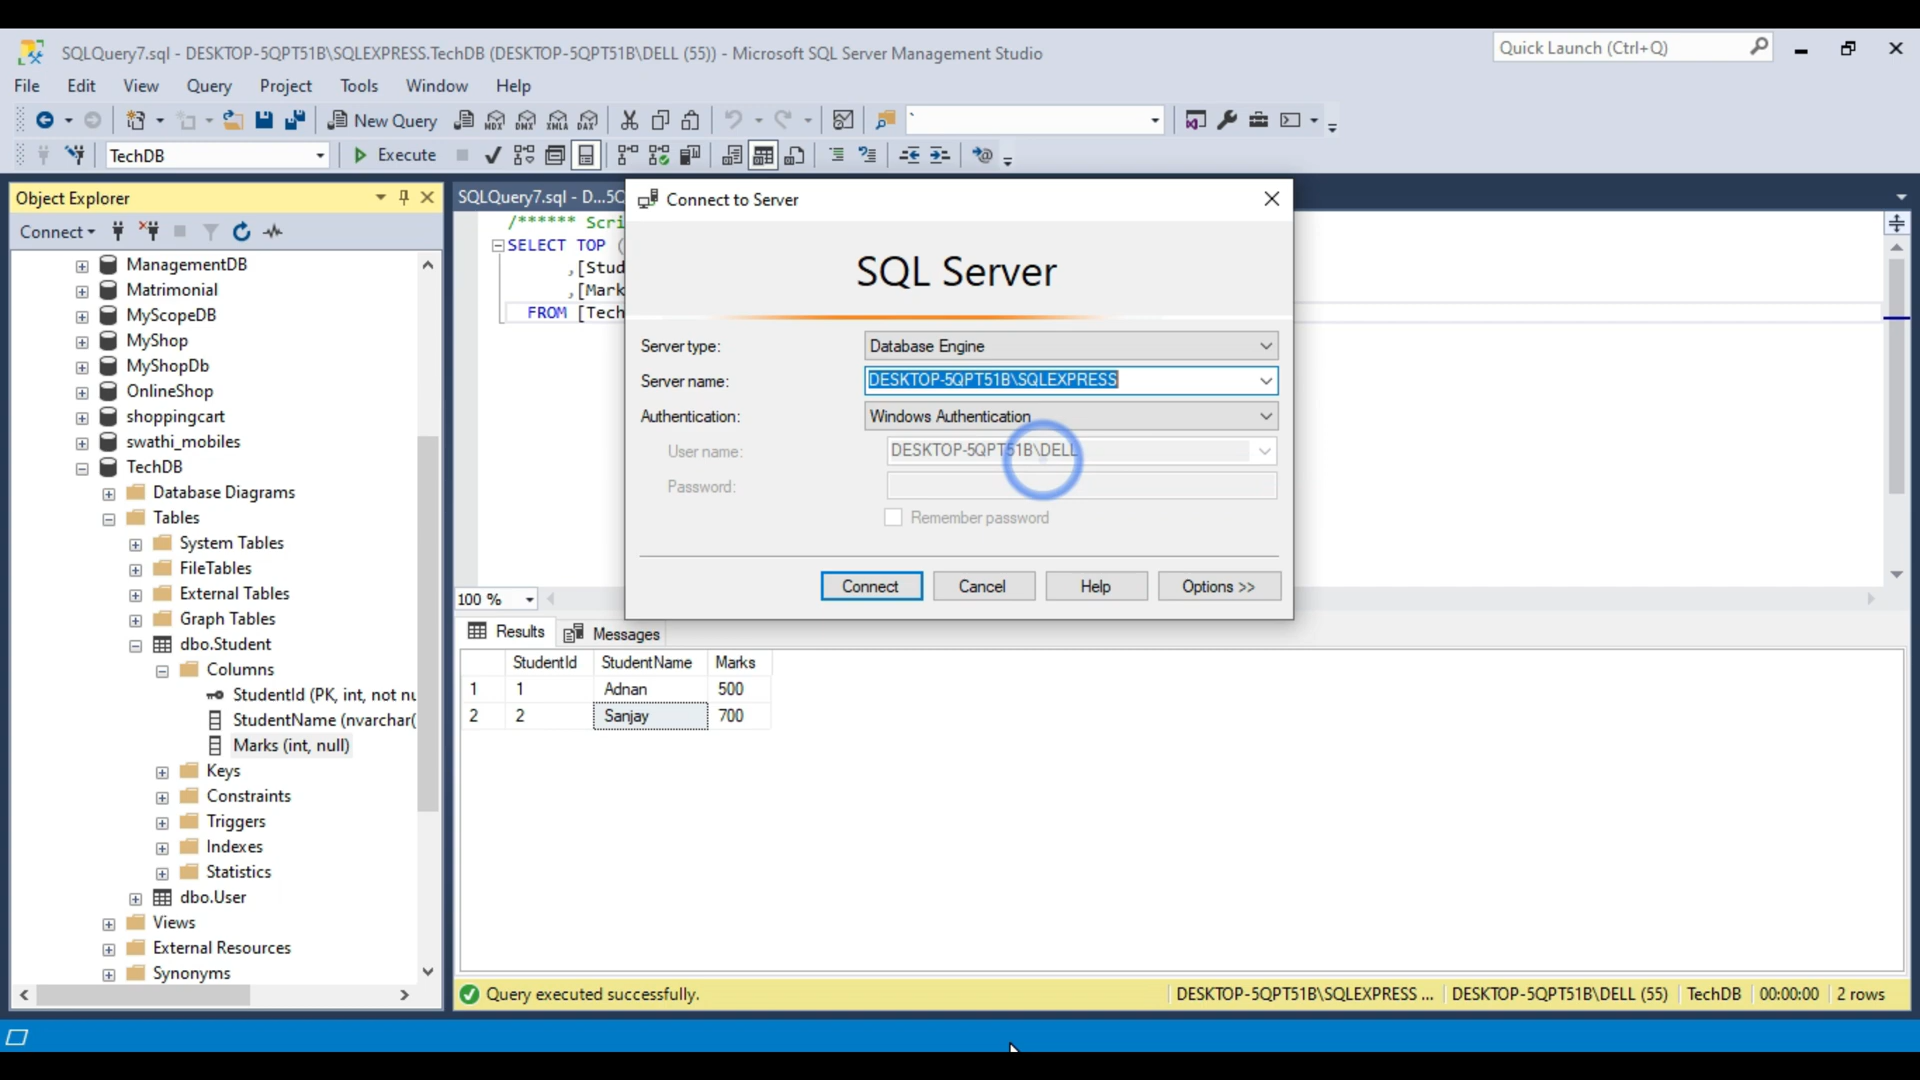 SQLQuery7.sql - DESKTOP-5QPT51B\SQLEXPRESS.TechDB (DESKTOP-5QPT51B\DELL (55)) - Microsoft SQL Server Management Studio
Quick Launch (Ctrl+Q)
File Edit View Query Project Tools Window Help
New Query MDX DMX XMLA DAX `
TechDB Execute
Object Explorer
Connect
ManagementDB
Matrimonial
MyScopeDB
MyShop
MyShopDb
OnlineShop
shoppingcart
swathi_mobiles
TechDB
Database Diagrams
Tables
System Tables
FileTables
External Tables
Graph Tables
dbo.Student
Columns
StudentId (PK, int, not nu
StudentName (nvarchar(
Marks (int, null)
Keys
Constraints
Triggers
Indexes
Statistics
dbo.User
Views
External Resources
Synonyms
SQLQuery7.sql - D...5Q
/****** Scri
SELECT TOP (
,[Stud
,[Mark
FROM [Tech
Connect to Server
SQL Server
Server type: Database Engine
Server name: DESKTOP-5QPT51B\SQLEXPRESS
Authentication: Windows Authentication
User name: DESKTOP-5QPT51B\DELL
Password:
Remember password
Connect Cancel Help Options >>
100 %
Results Messages
StudentId StudentName Marks
1 1 Adnan 500
2 2 Sanjay 700
Query executed successfully. DESKTOP-5QPT51B\SQLEXPRESS ... DESKTOP-5QPT51B\DELL (55) TechDB 00:00:00 2 rows